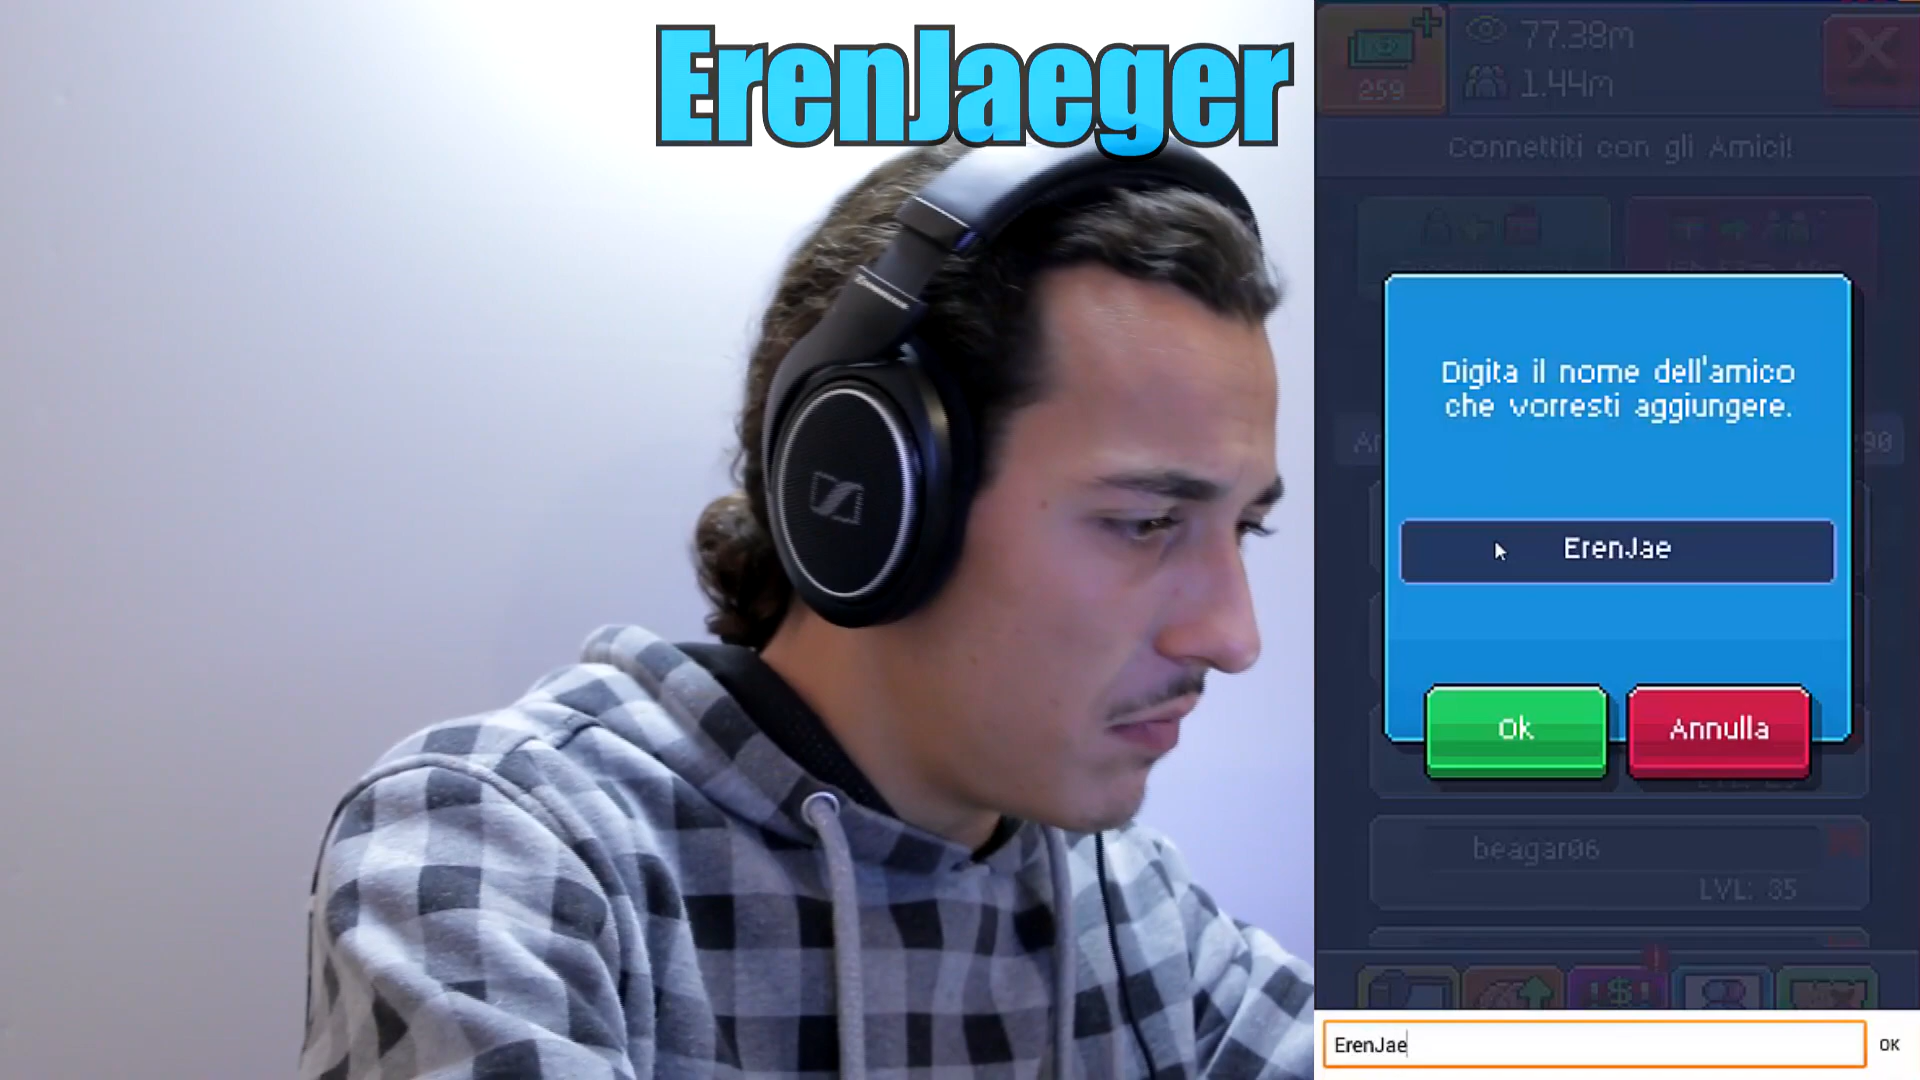 ErenJaeger
259
77.38m
1.44m
Connettiti con gli Amici!
Digita il nome dell'amico
che vorresti aggiungere.
ErenJae
Ok
Annulla
beagar06
LVL: 35
ErenJae
OK